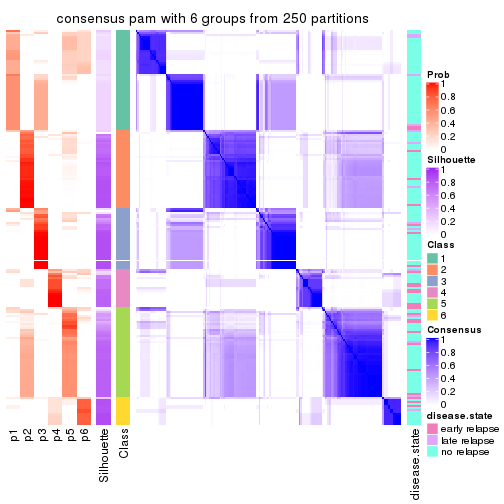 consensus pam with 6 groups from 250 partitions
Prob
1
0.8
0.6
0.4
0.2
0
Silhouette
1
0.8
0.6
0.4
0.2
0
Class
1
2
3
4
5
6
Consensus
1
0.8
0.6
0.4
0.2
0
disease.state
early relapse
late relapse
no relapse
p1
p2
p3
p4
p5
p6
Silhouette
Class
disease.state